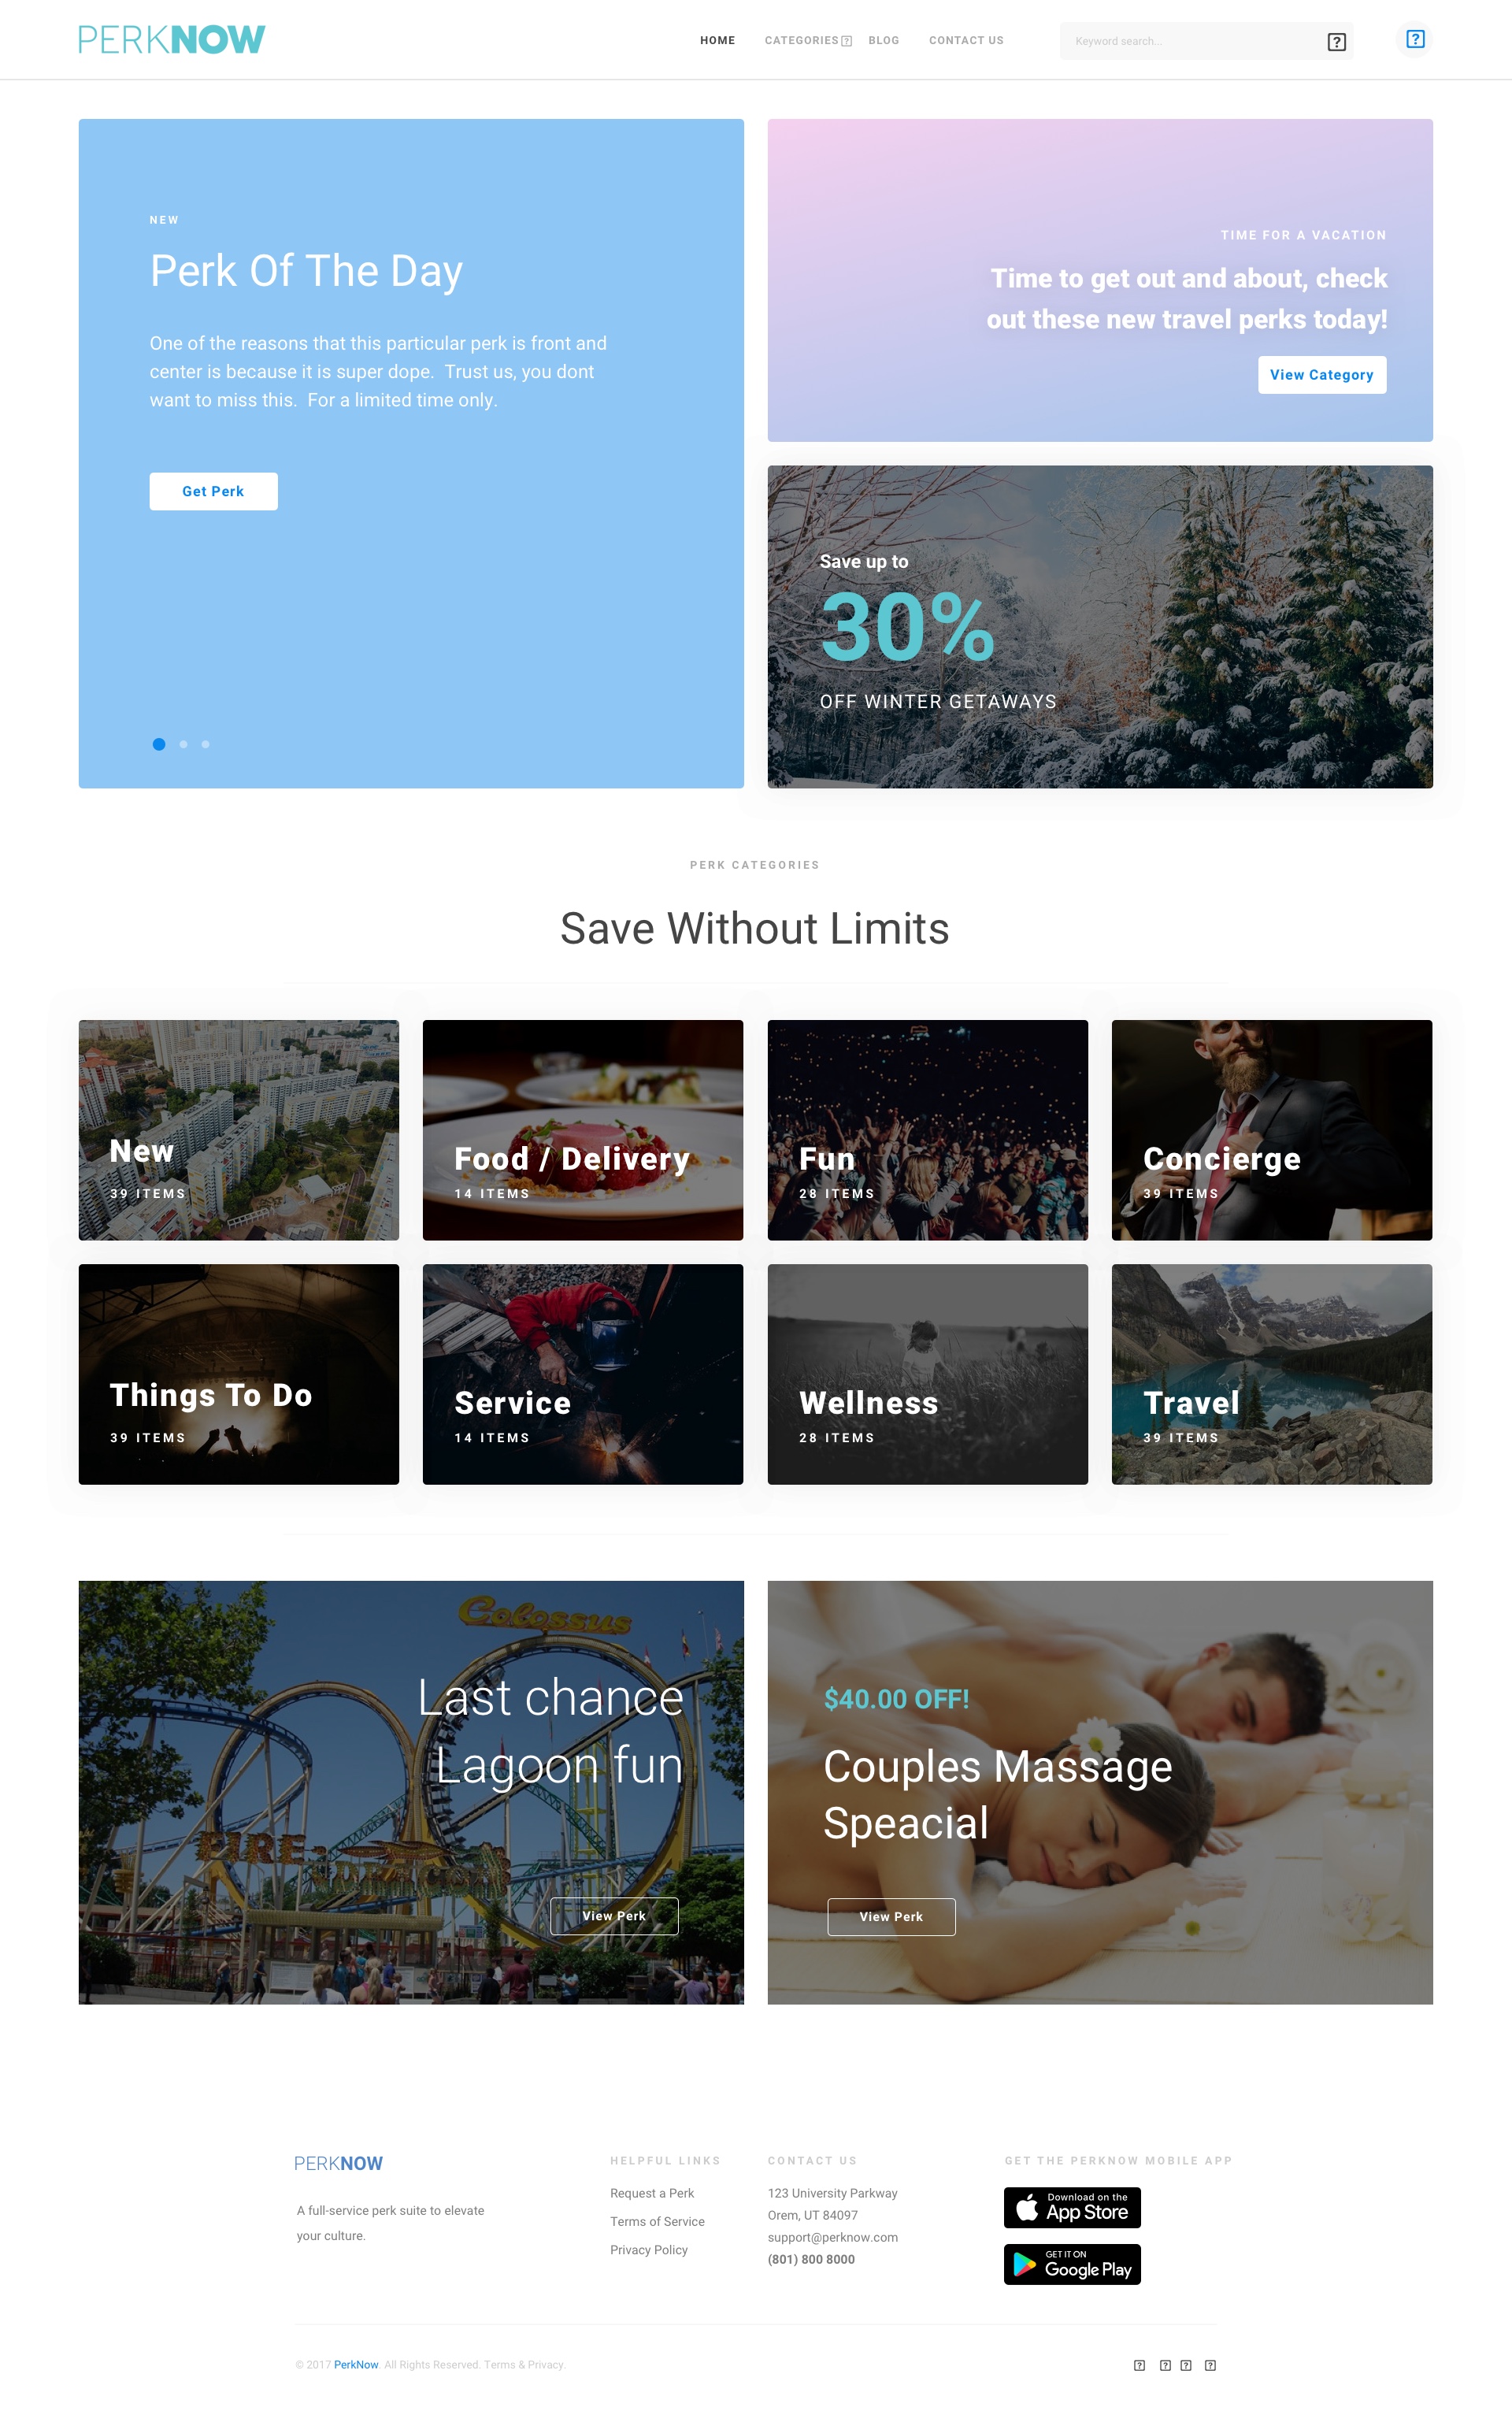 PERKNOW
HOME CATEGORIES BLOG CONTACT US
Keyword search...
NEW
Perk Of The Day
One of the reasons that this particular perk is front and
center is because it is super dope.  Trust us, you dont
want to miss this.  For a limited time only.
Get Perk
TIME FOR A VACATION
Time to get out and about, check
out these new travel perks today!
View Category
Save up to
30%
OFF WINTER GETAWAYS
PERK CATEGORIES
Save Without Limits
New
39 ITEMS
Food / Delivery
14 ITEMS
Fun
28 ITEMS
Concierge
39 ITEMS
Things To Do
39 ITEMS
Service
14 ITEMS
Wellness
28 ITEMS
Travel
39 ITEMS
Colossus
Last chance
Lagoon fun
FIRE
View Perk
$40.00 OFF!
Couples Massage
Speacial
View Perk
PERKNOW
A full-service perk suite to elevate
your culture.
HELPFUL LINKS
Request a Perk
Terms of Service
Privacy Policy
CONTACT US
123 University Parkway
Orem, UT 84097
support@perknow.com
(801) 800 8000
GET THE PERKNOW MOBILE APP
Download on the
App Store
GET IT ON
Google Play
© 2017 PerkNow. All Rights Reserved. Terms & Privacy.